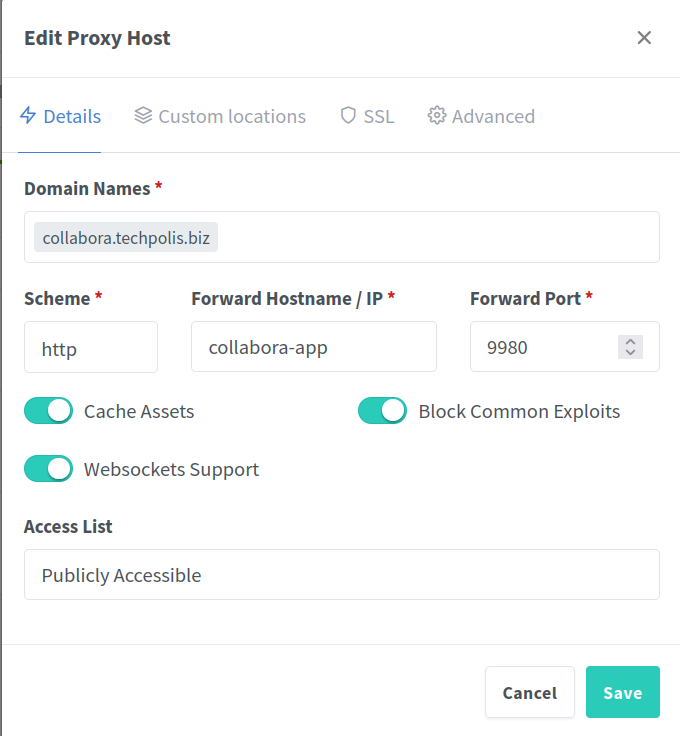 Edit Proxy Host
Details Custom locations SSL Advanced
Domain Names *
collabora.techpolis.biz
Scheme * Forward Hostname / IP * Forward Port *
http collabora-app 9980
Cache Assets Block Common Exploits
Websockets Support
Access List
Publicly Accessible
Cancel Save